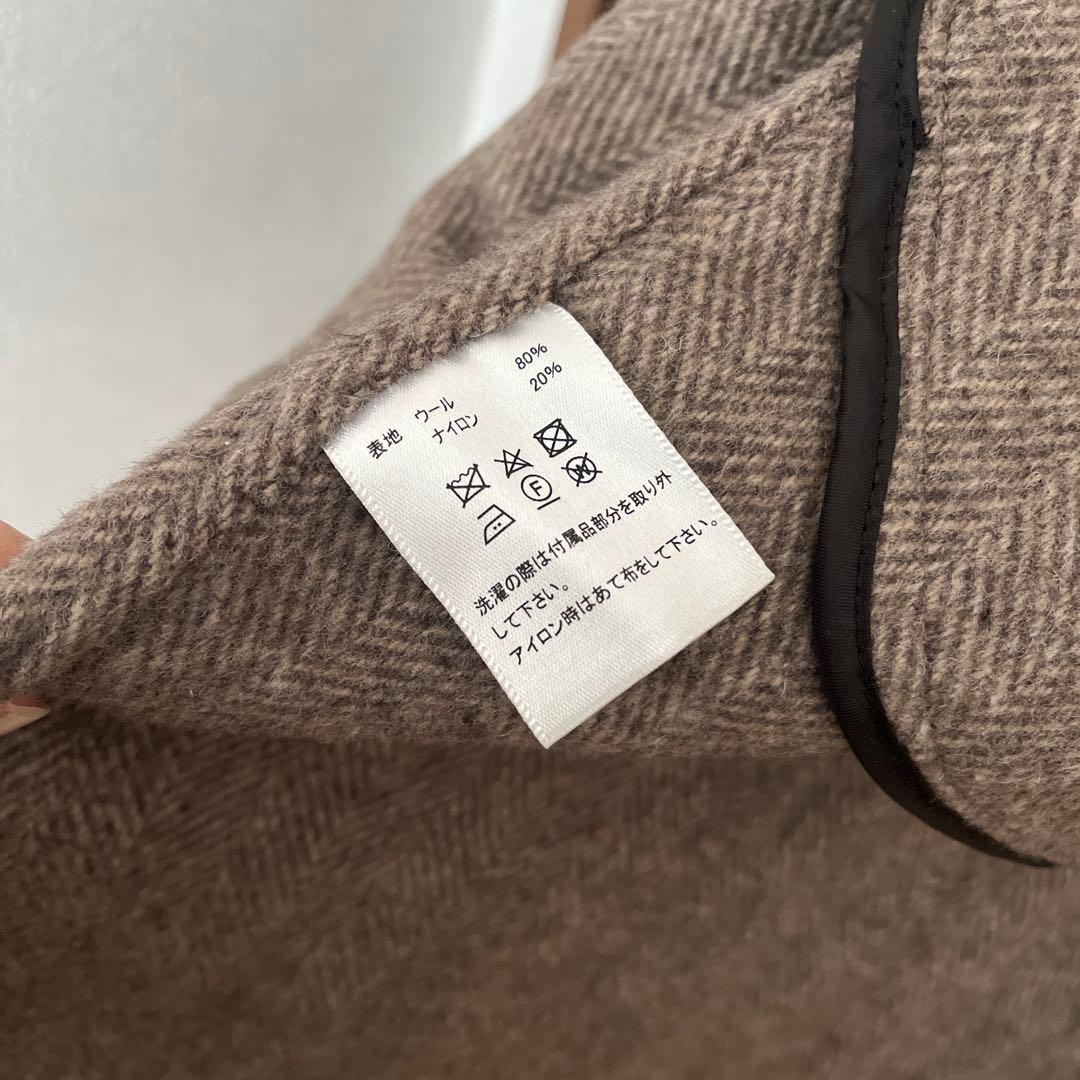 表地 ウール 80%
ナイロン 20%
F W
洗濯の際は付属品部分を取り外
して下さい。
アイロン時はあて布をして下さい。